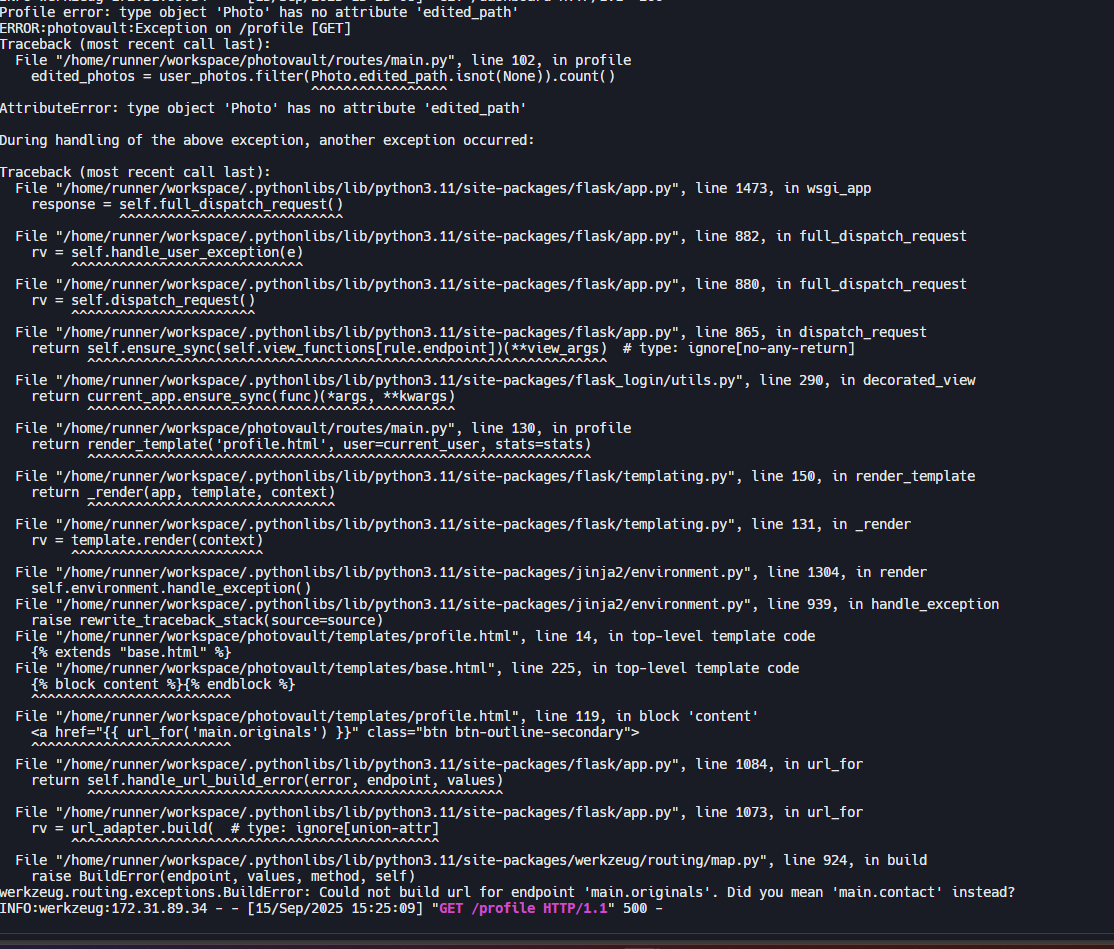 Profile error: type object 'Photo' has no attribute 'edited_path'
ERROR:photovault:Exception on /profile [GET]
Traceback (most recent call last):
  File "/home/runner/workspace/photovault/routes/main.py", line 102, in profile
    edited_photos = user_photos.filter(Photo.edited_path.isnot(None)).count()
                                       ^^^^^^^^^^^^^^^^^
AttributeError: type object 'Photo' has no attribute 'edited_path'
During handling of the above exception, another exception occurred:
Traceback (most recent call last):
  File "/home/runner/workspace/.pythonlibs/lib/python3.11/site-packages/flask/app.py", line 1473, in wsgi_app
    response = self.full_dispatch_request()
               ^^^^^^^^^^^^^^^^^^^^^^^^^^^^
  File "/home/runner/workspace/.pythonlibs/lib/python3.11/site-packages/flask/app.py", line 882, in full_dispatch_request
    rv = self.handle_user_exception(e)
         ^^^^^^^^^^^^^^^^^^^^^^^^^^^^^
  File "/home/runner/workspace/.pythonlibs/lib/python3.11/site-packages/flask/app.py", line 880, in full_dispatch_request
    rv = self.dispatch_request()
         ^^^^^^^^^^^^^^^^^^^^^^^
  File "/home/runner/workspace/.pythonlibs/lib/python3.11/site-packages/flask/app.py", line 865, in dispatch_request
    return self.ensure_sync(self.view_functions[rule.endpoint])(**view_args)  # type: ignore[no-any-return]
           ^^^^^^^^^^^^^^^^^^^^^^^^^^^^^^^^^^^^^^^^^^^^^^^^^^^^^^^^^^^^^^^^^
  File "/home/runner/workspace/.pythonlibs/lib/python3.11/site-packages/flask_login/utils.py", line 290, in decorated_view
    return current_app.ensure_sync(func)(*args, **kwargs)
           ^^^^^^^^^^^^^^^^^^^^^^^^^^^^^^^^^^^^^^^^^^^^^^
  File "/home/runner/workspace/photovault/routes/main.py", line 130, in profile
    return render_template('profile.html', user=current_user, stats=stats)
           ^^^^^^^^^^^^^^^^^^^^^^^^^^^^^^^^^^^^^^^^^^^^^^^^^^^^^^^^^^^^^^^
  File "/home/runner/workspace/.pythonlibs/lib/python3.11/site-packages/flask/templating.py", line 150, in render_template
    return _render(app, template, context)
           ^^^^^^^^^^^^^^^^^^^^^^^^^^^^^^^
  File "/home/runner/workspace/.pythonlibs/lib/python3.11/site-packages/flask/templating.py", line 131, in _render
    rv = template.render(context)
         ^^^^^^^^^^^^^^^^^^^^^^^^
  File "/home/runner/workspace/.pythonlibs/lib/python3.11/site-packages/jinja2/environment.py", line 1304, in render
    self.environment.handle_exception()
  File "/home/runner/workspace/.pythonlibs/lib/python3.11/site-packages/jinja2/environment.py", line 939, in handle_exception
    raise rewrite_traceback_stack(source=source)
  File "/home/runner/workspace/photovault/templates/profile.html", line 14, in top-level template code
    {% extends "base.html" %}
  File "/home/runner/workspace/photovault/templates/base.html", line 225, in top-level template code
    {% block content %}{% endblock %}
    ^^^^^^^^^^^^^^^^^^^^^^^^^
  File "/home/runner/workspace/photovault/templates/profile.html", line 119, in block 'content'
    <a href="{{ url_for('main.originals') }}" class="btn btn-outline-secondary">
    ^^^^^^^^^^^^^^^^^^^^^^^^^
  File "/home/runner/workspace/.pythonlibs/lib/python3.11/site-packages/flask/app.py", line 1084, in url_for
    return self.handle_url_build_error(error, endpoint, values)
           ^^^^^^^^^^^^^^^^^^^^^^^^^^^^^^^^^^^^^^^^^^^^^^^^^^^^
  File "/home/runner/workspace/.pythonlibs/lib/python3.11/site-packages/flask/app.py", line 1073, in url_for
    rv = url_adapter.build(  # type: ignore[union-attr]
         ^^^^^^^^^^^^^^^^^^^^^^^^^^^^^^^^^^^^^^^^^^^^^^
  File "/home/runner/workspace/.pythonlibs/lib/python3.11/site-packages/werkzeug/routing/map.py", line 924, in build
    raise BuildError(endpoint, values, method, self)
werkzeug.routing.exceptions.BuildError: Could not build url for endpoint 'main.originals'. Did you mean 'main.contact' instead?
INFO:werkzeug:172.31.89.34 - - [15/Sep/2025 15:25:09] "GET /profile HTTP/1.1" 500 -